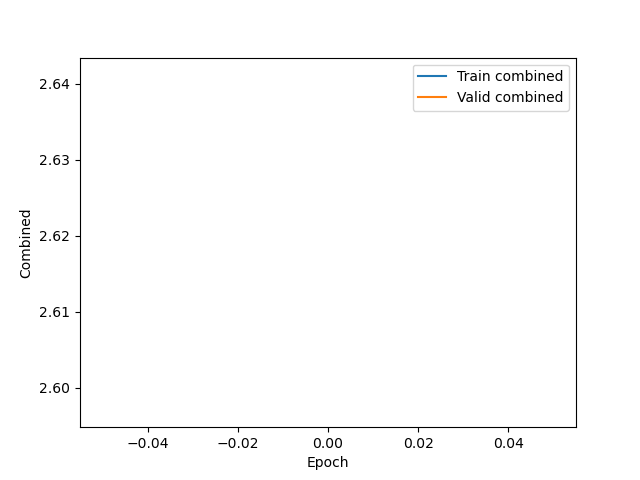 Train combined
Valid combined
2.64
2.63
2.62
2.61
2.60
Combined
−0.04
−0.02
0.00
0.02
0.04
Epoch